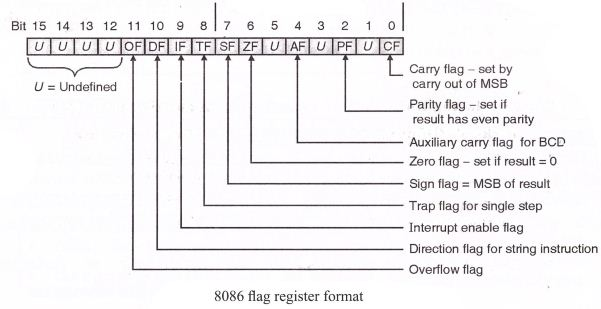 Bit 15 14 13 12 11 10 9 8 7 6 5 4 3 2 1 0
U U U U OF DF IF TF SF ZF U AF U PF U CF
U = Undefined
Carry flag – set by
carry out of MSB
Parity flag – set if
result has even parity
Auxiliary carry flag for BCD
Zero flag – set if result = 0
Sign flag = MSB of result
Trap flag for single step
Interrupt enable flag
Direction flag for string instruction
Overflow flag
8086 flag register format